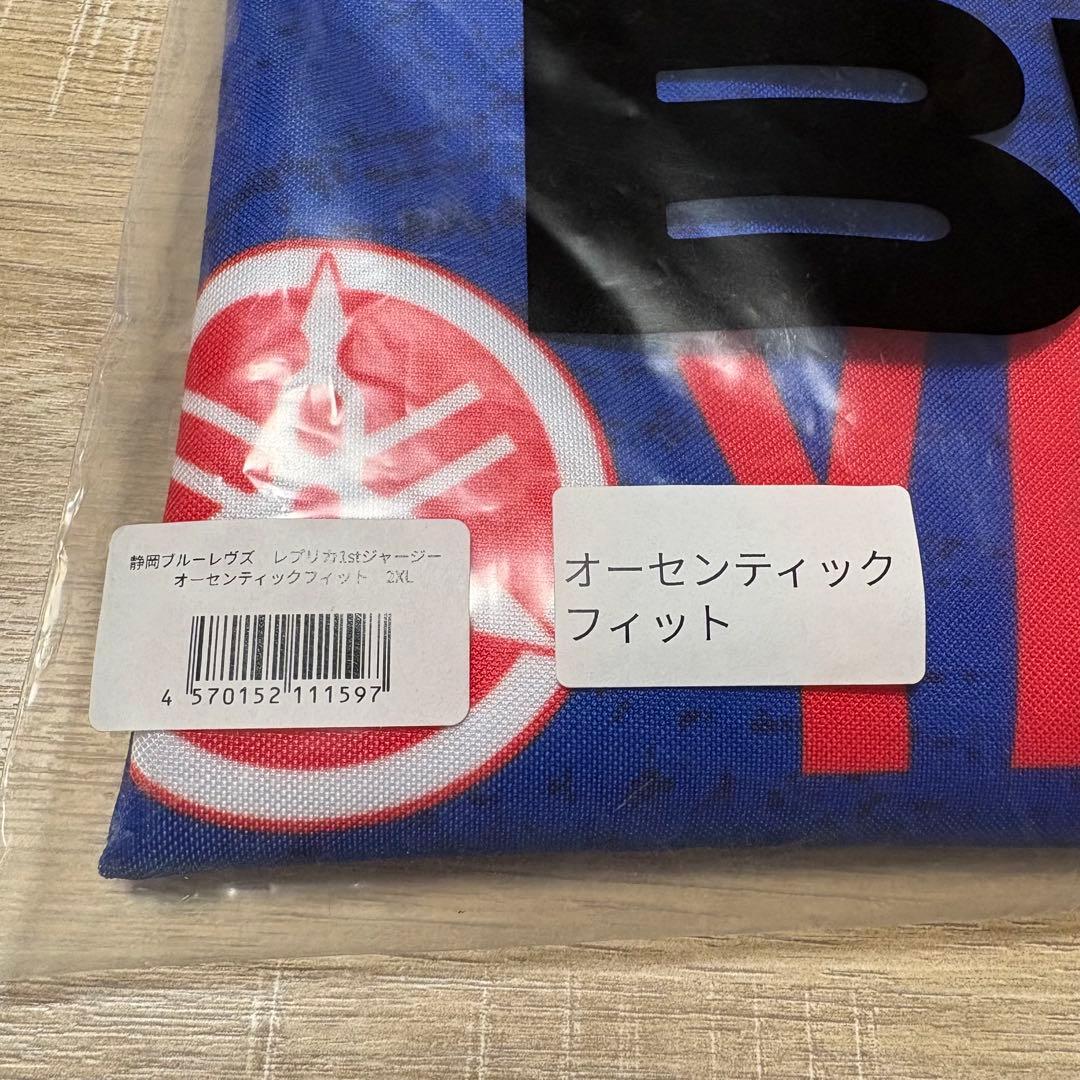 B
静岡ブルーレヴズ　レプリカ1stジャージー
オーセンティックフィット　2XL
4 570152 111597
オーセンティック
フィット